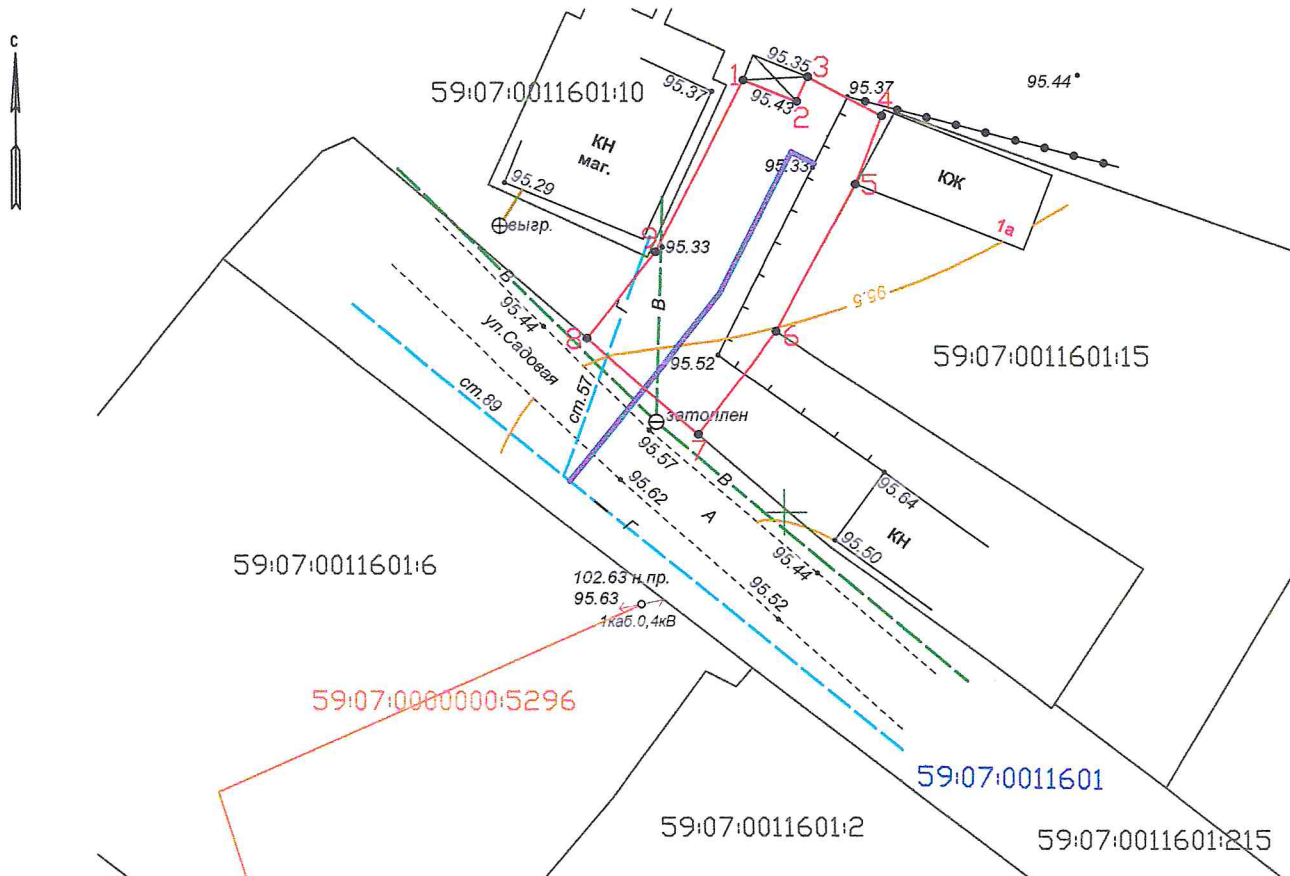 С
95.35
3
1
95.37
95.37
95.44
59:07:0011601:10
95.43
2
4
КН
маг.
95.33
5
КЖ
95.29
выгр.
1а
9
95.33
В
В
Г
95.5
95.44
ул.Садовая
8
6
59:07:0011601:15
95.52
ст.89
ст.57
затоплен
7
95.57
В
95.62
95.64
А
КН
Г
95.50
59:07:0011601:6
95.44
102.63 н.пр.
95.63
95.52
1каб.0,4кВ
59:07:0000000:5296
59:07:0011601
59:07:0011601:2
59:07:0011601:215